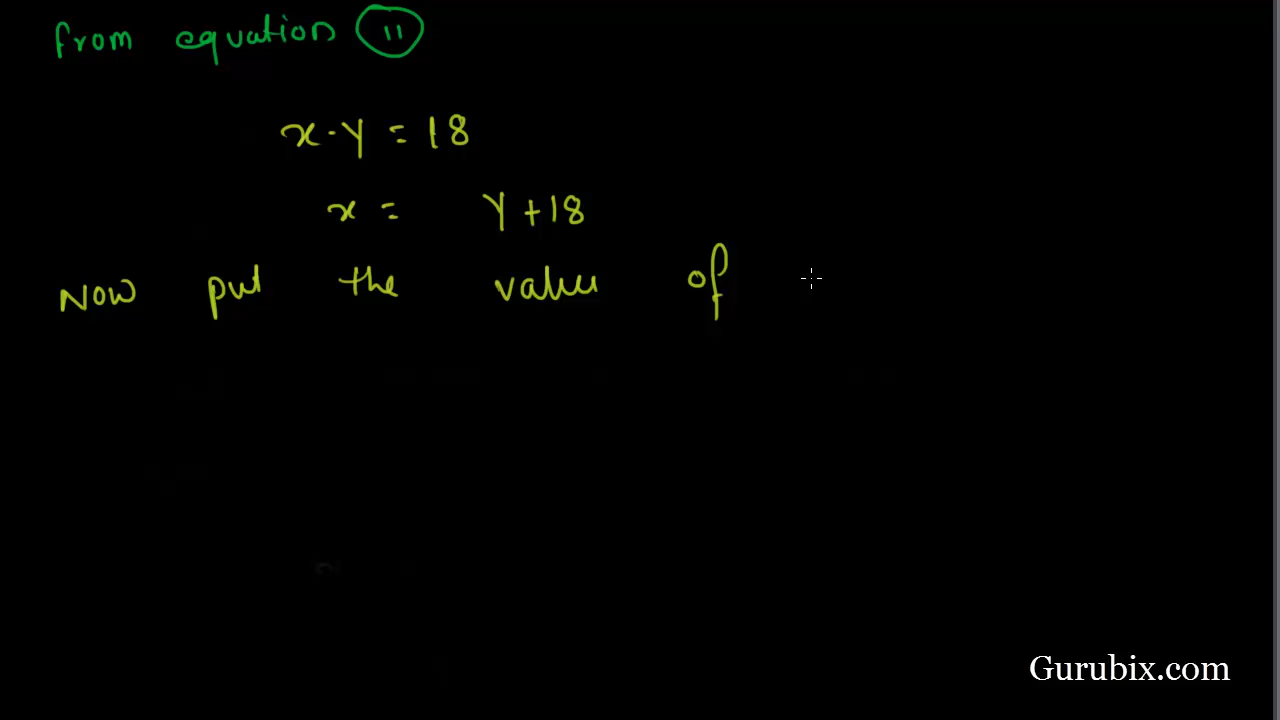 from equation 11
x - y = 18
x = y + 18
Now put the value of
Gurubix.com